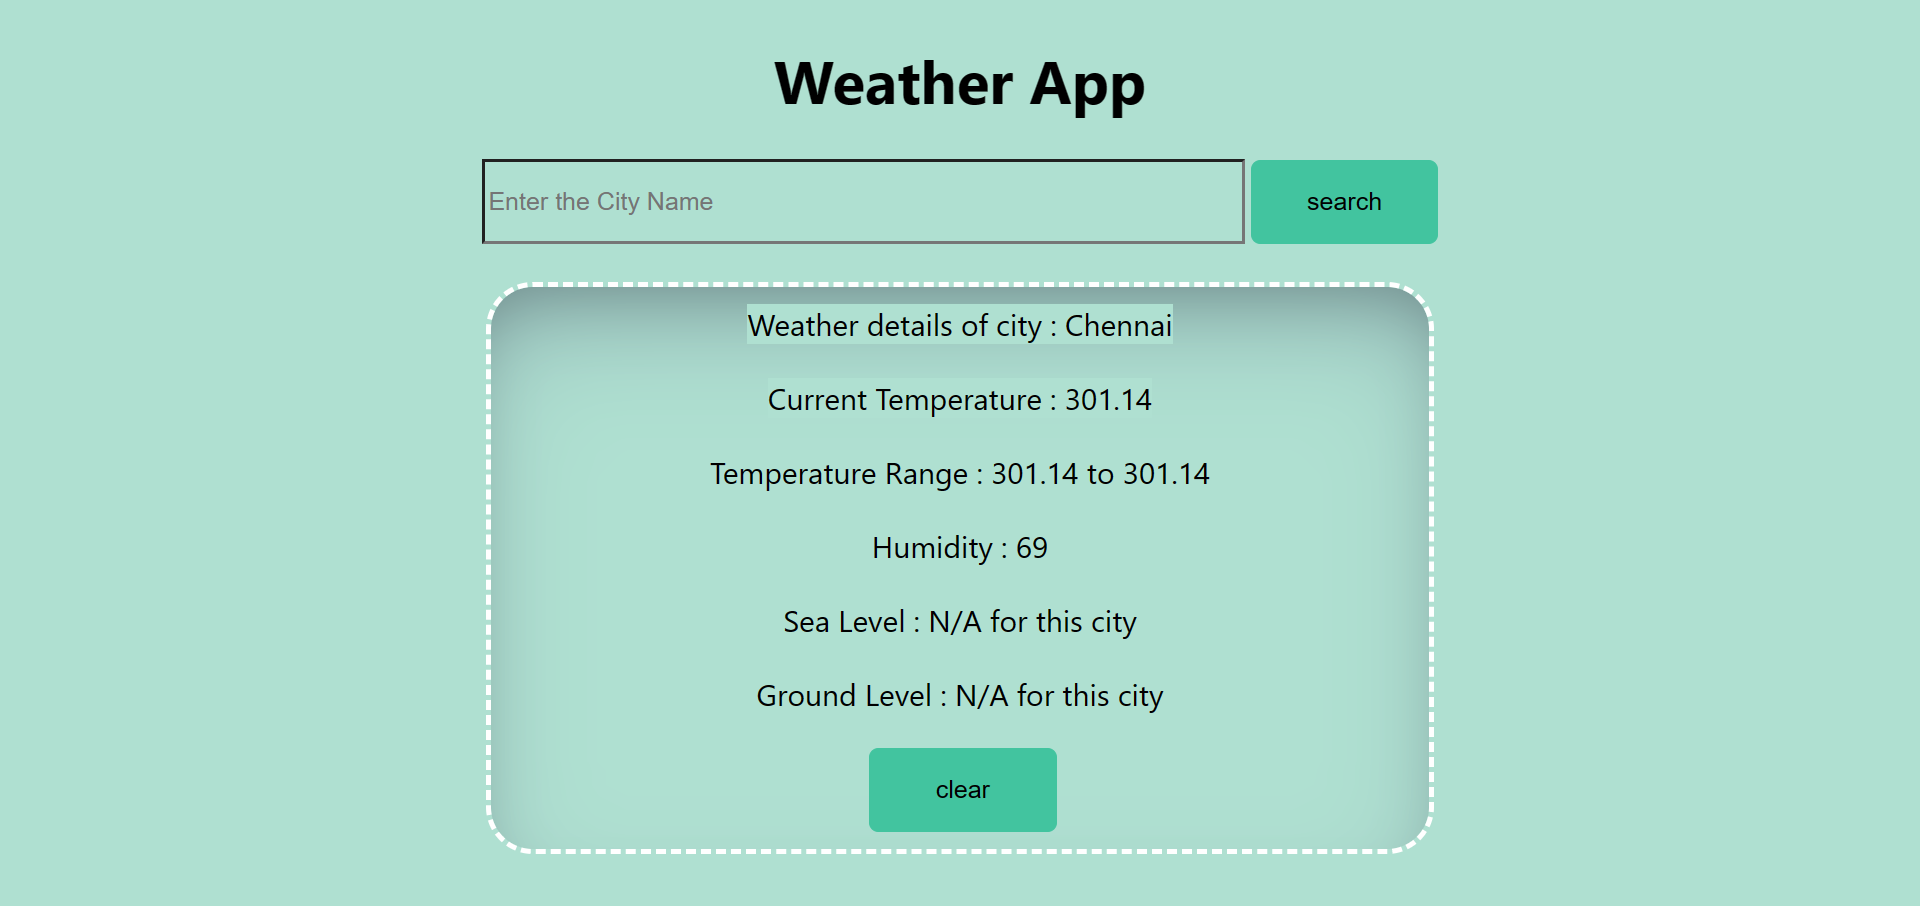 Weather App
Enter the City Name
search
Weather details of city : Chennai
Current Temperature : 301.14
Temperature Range : 301.14 to 301.14
Humidity : 69
Sea Level : N/A for this city
Ground Level : N/A for this city
clear